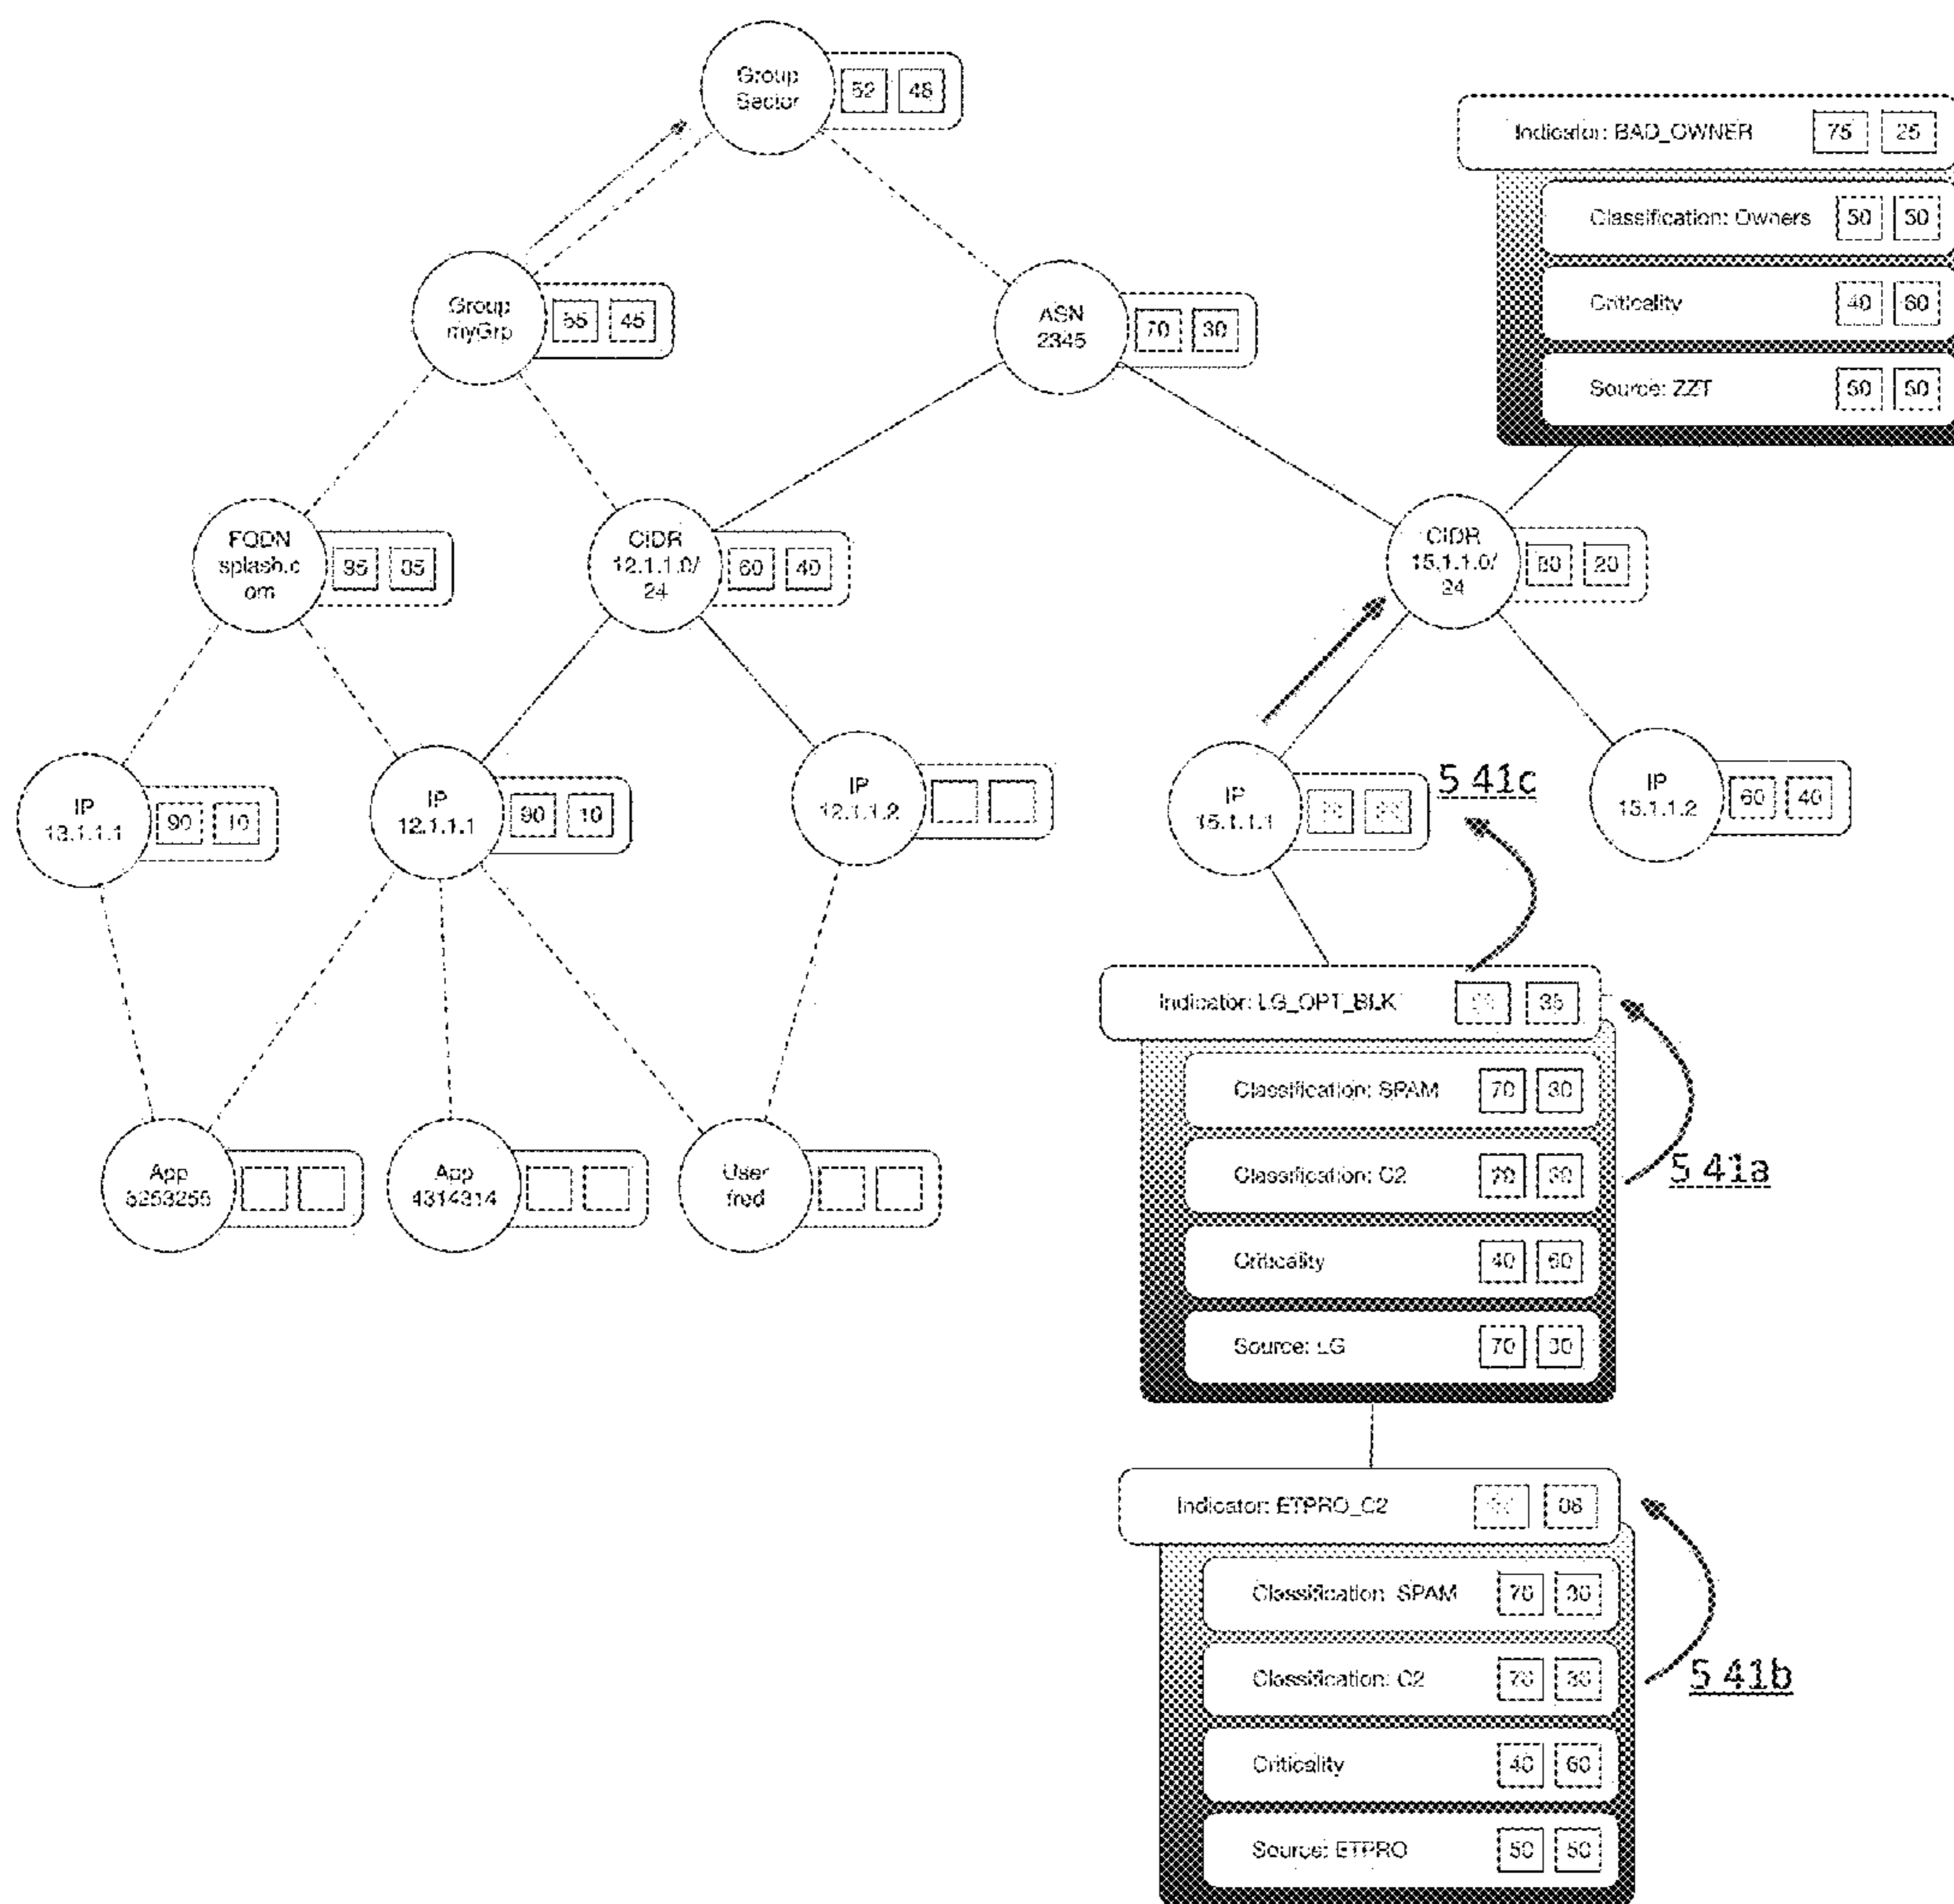 Group
Sector
52 48
Indicator: BAD_OWNER 75 25
Classification: Owners 50 50
Criticality 40 60
Source: ZZT 50 50
Group
myGrp
55 45
ASN
2345
70 30
FQDN
splash.c
om
95 05
CIDR
12.1.1.0/
24
60 40
CIDR
15.1.1.0/
24
80 20
IP
13.1.1.1
90 10
IP
12.1.1.1
90 10
IP
12.1.1.2
IP
15.1.1.1
5 41c
IP
15.1.1.2
60 40
Indicator: LG_OPT_BLK 35
Classification: SPAM 70 30
Classification: C2 70 30
Criticality 40 60
Source: LG 70 30
5 41a
App
App
4314314
User
fred
Indicator: ETPRO_C2 08
Classification: SPAM 70 30
Classification: C2 70 30
Criticality 40 60
Source: ETPRO 50 50
5 41b